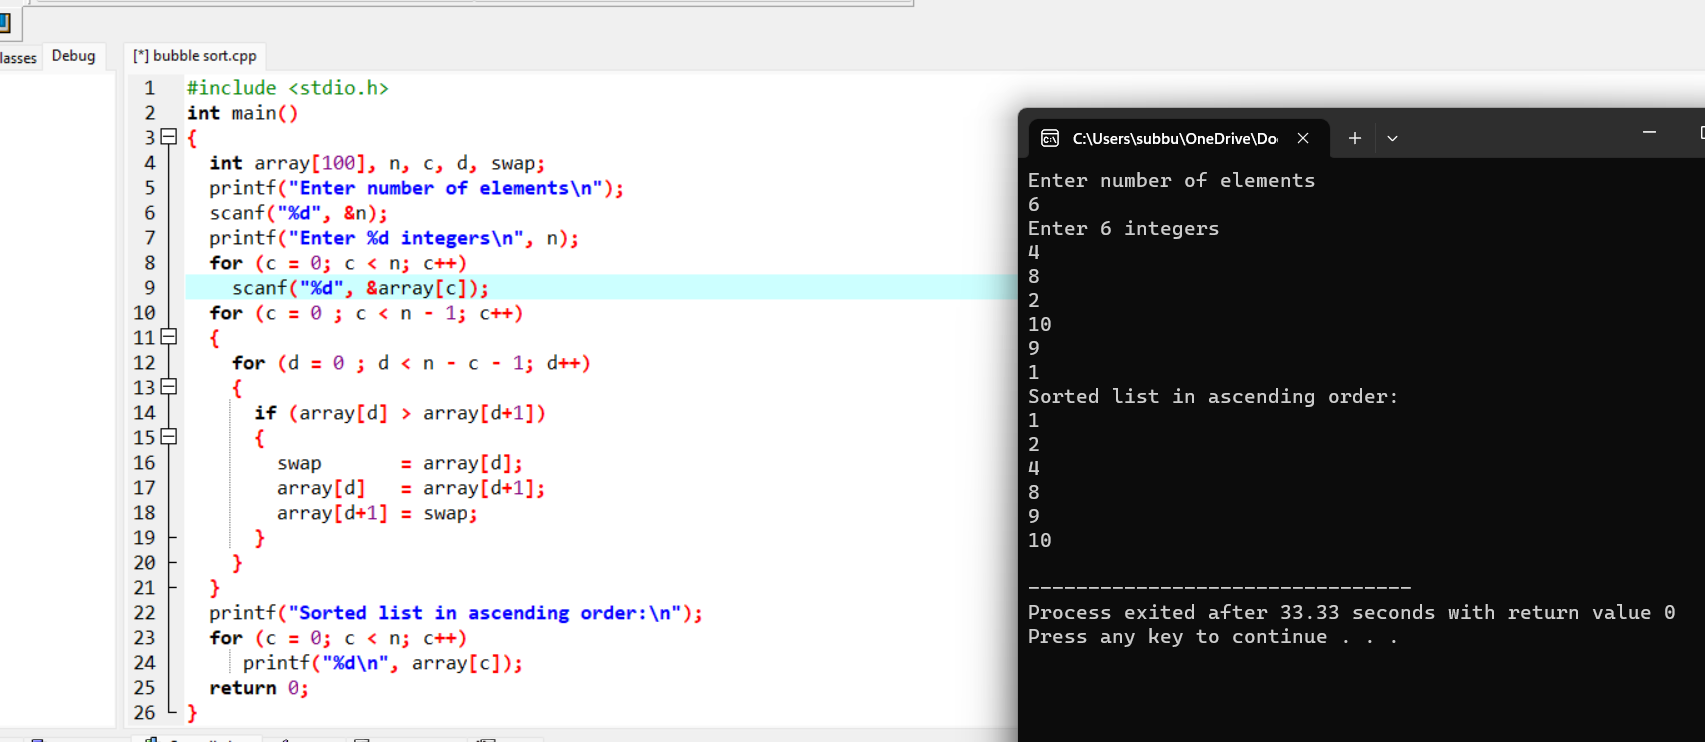 lasses Debug [*] bubble sort.cpp
1 #include <stdio.h>
2 int main()
3 {
4 int array[100], n, c, d, swap;
5 printf("Enter number of elements\n");
6 scanf("%d", &n);
7 printf("Enter %d integers\n", n);
8 for (c = 0; c < n; c++)
9 scanf("%d", &array[c]);
10 for (c = 0 ; c < n - 1; c++)
11 {
12 for (d = 0 ; d < n - c - 1; d++)
13 {
14 if (array[d] > array[d+1])
15 {
16 swap = array[d];
17 array[d] = array[d+1];
18 array[d+1] = swap;
19 }
20 }
21 }
22 printf("Sorted list in ascending order:\n");
23 for (c = 0; c < n; c++)
24 printf("%d\n", array[c]);
25 return 0;
26 }
C:\Users\subbu\OneDrive\Do
Enter number of elements
6
Enter 6 integers
4
8
2
10
9
1
Sorted list in ascending order:
1
2
4
8
9
10
--------------------------------
Process exited after 33.33 seconds with return value 0
Press any key to continue . . .